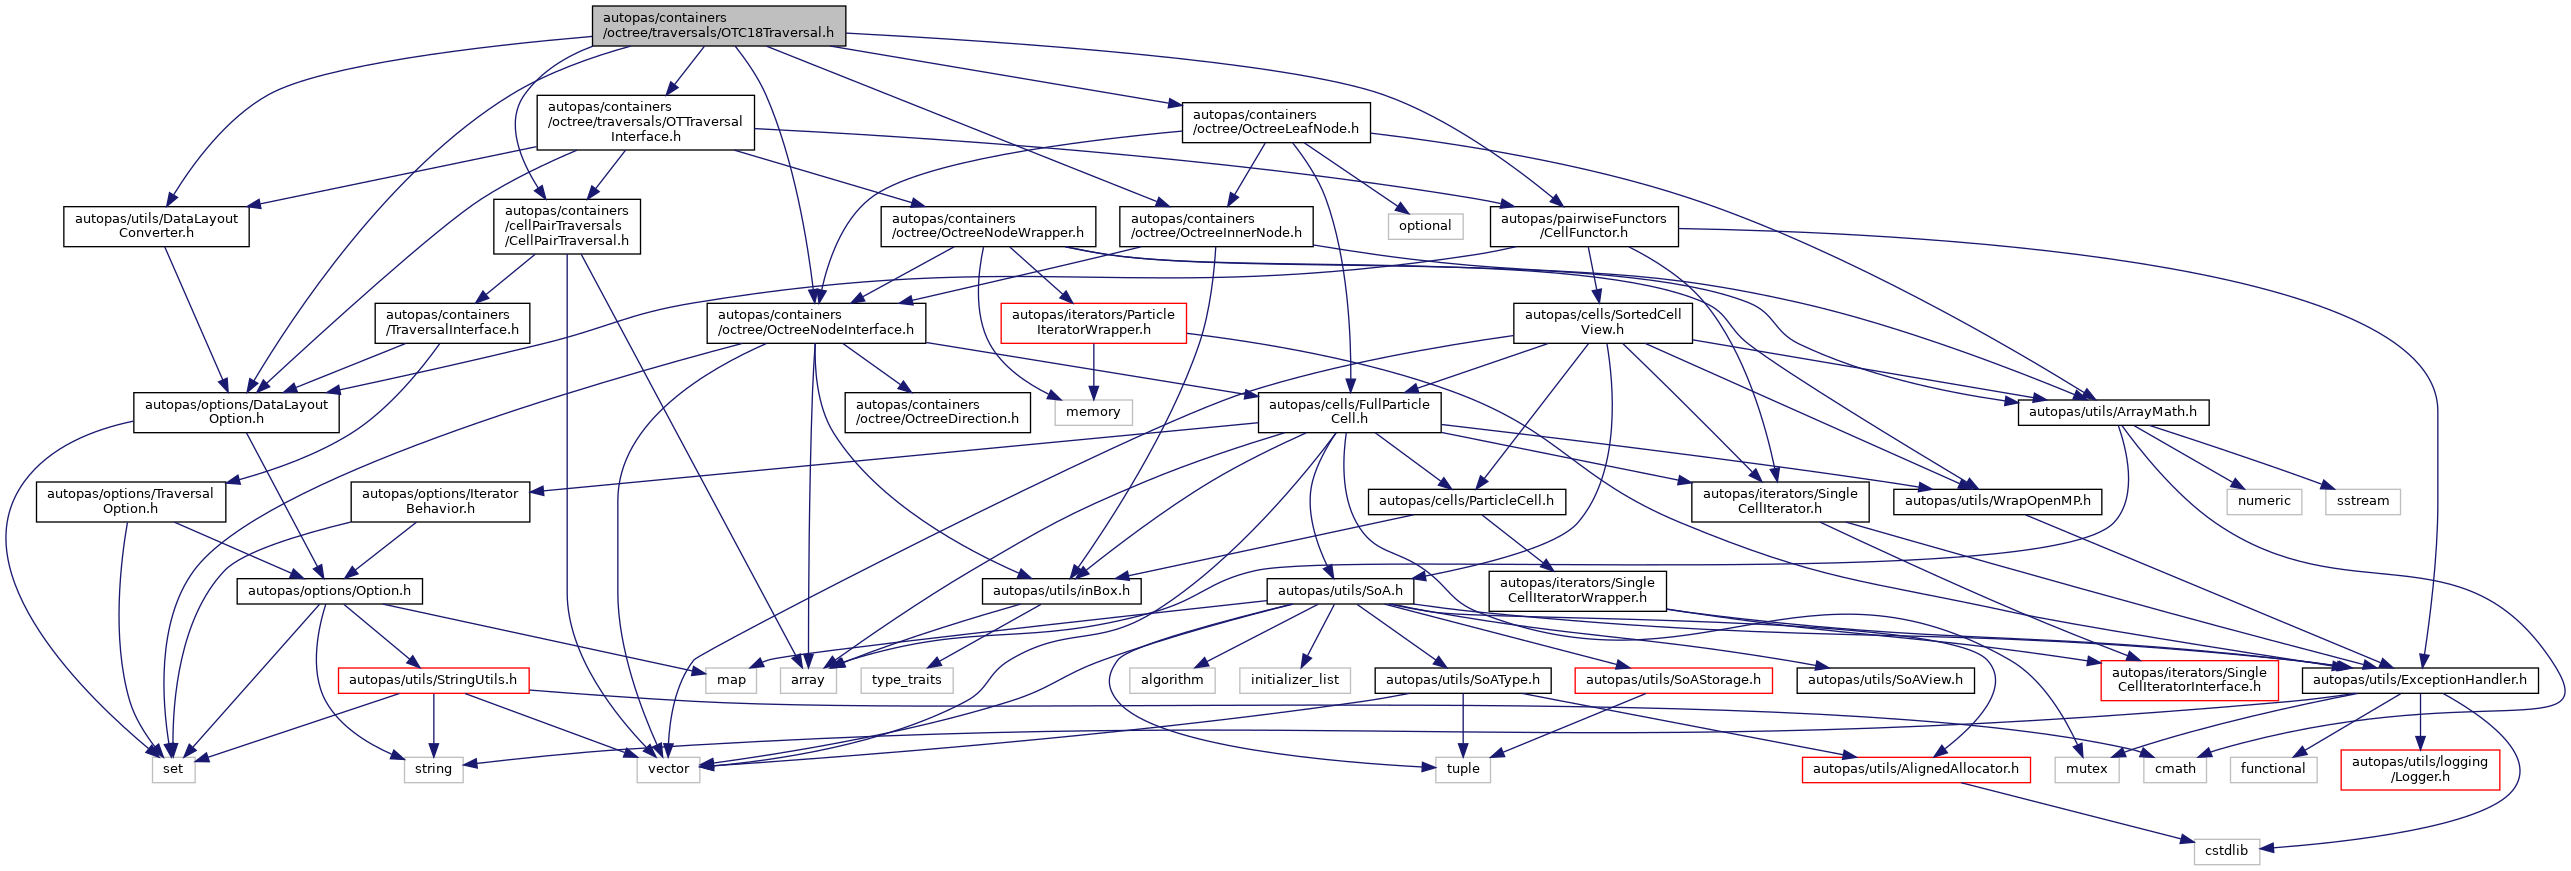 autopas/containers
/octree/traversals/OTC18Traversal.h
autopas/containers
/octree/traversals/OTTraversal
Interface.h
autopas/containers
/octree/OctreeLeafNode.h
autopas/utils/DataLayout
Converter.h
autopas/containers
/cellPairTraversals
/CellPairTraversal.h
autopas/containers
/octree/OctreeNodeWrapper.h
autopas/containers
/octree/OctreeInnerNode.h
optional
autopas/pairwiseFunctors
/CellFunctor.h
autopas/containers
/TraversalInterface.h
autopas/containers
/octree/OctreeNodeInterface.h
autopas/iterators/Particle
IteratorWrapper.h
autopas/cells/SortedCell
View.h
autopas/options/DataLayout
Option.h
autopas/containers
/octree/OctreeDirection.h
memory
autopas/cells/FullParticle
Cell.h
autopas/utils/ArrayMath.h
autopas/options/Traversal
Option.h
autopas/options/Iterator
Behavior.h
autopas/cells/ParticleCell.h
autopas/iterators/Single
CellIterator.h
autopas/utils/WrapOpenMP.h
numeric
sstream
autopas/options/Option.h
autopas/utils/inBox.h
autopas/utils/SoA.h
autopas/iterators/Single
CellIteratorWrapper.h
autopas/utils/StringUtils.h
map
array
type_traits
algorithm
initializer_list
autopas/utils/SoAType.h
autopas/utils/SoAStorage.h
autopas/utils/SoAView.h
autopas/iterators/Single
CellIteratorInterface.h
autopas/utils/ExceptionHandler.h
set
string
vector
tuple
autopas/utils/AlignedAllocator.h
mutex
cmath
functional
autopas/utils/logging
/Logger.h
cstdlib